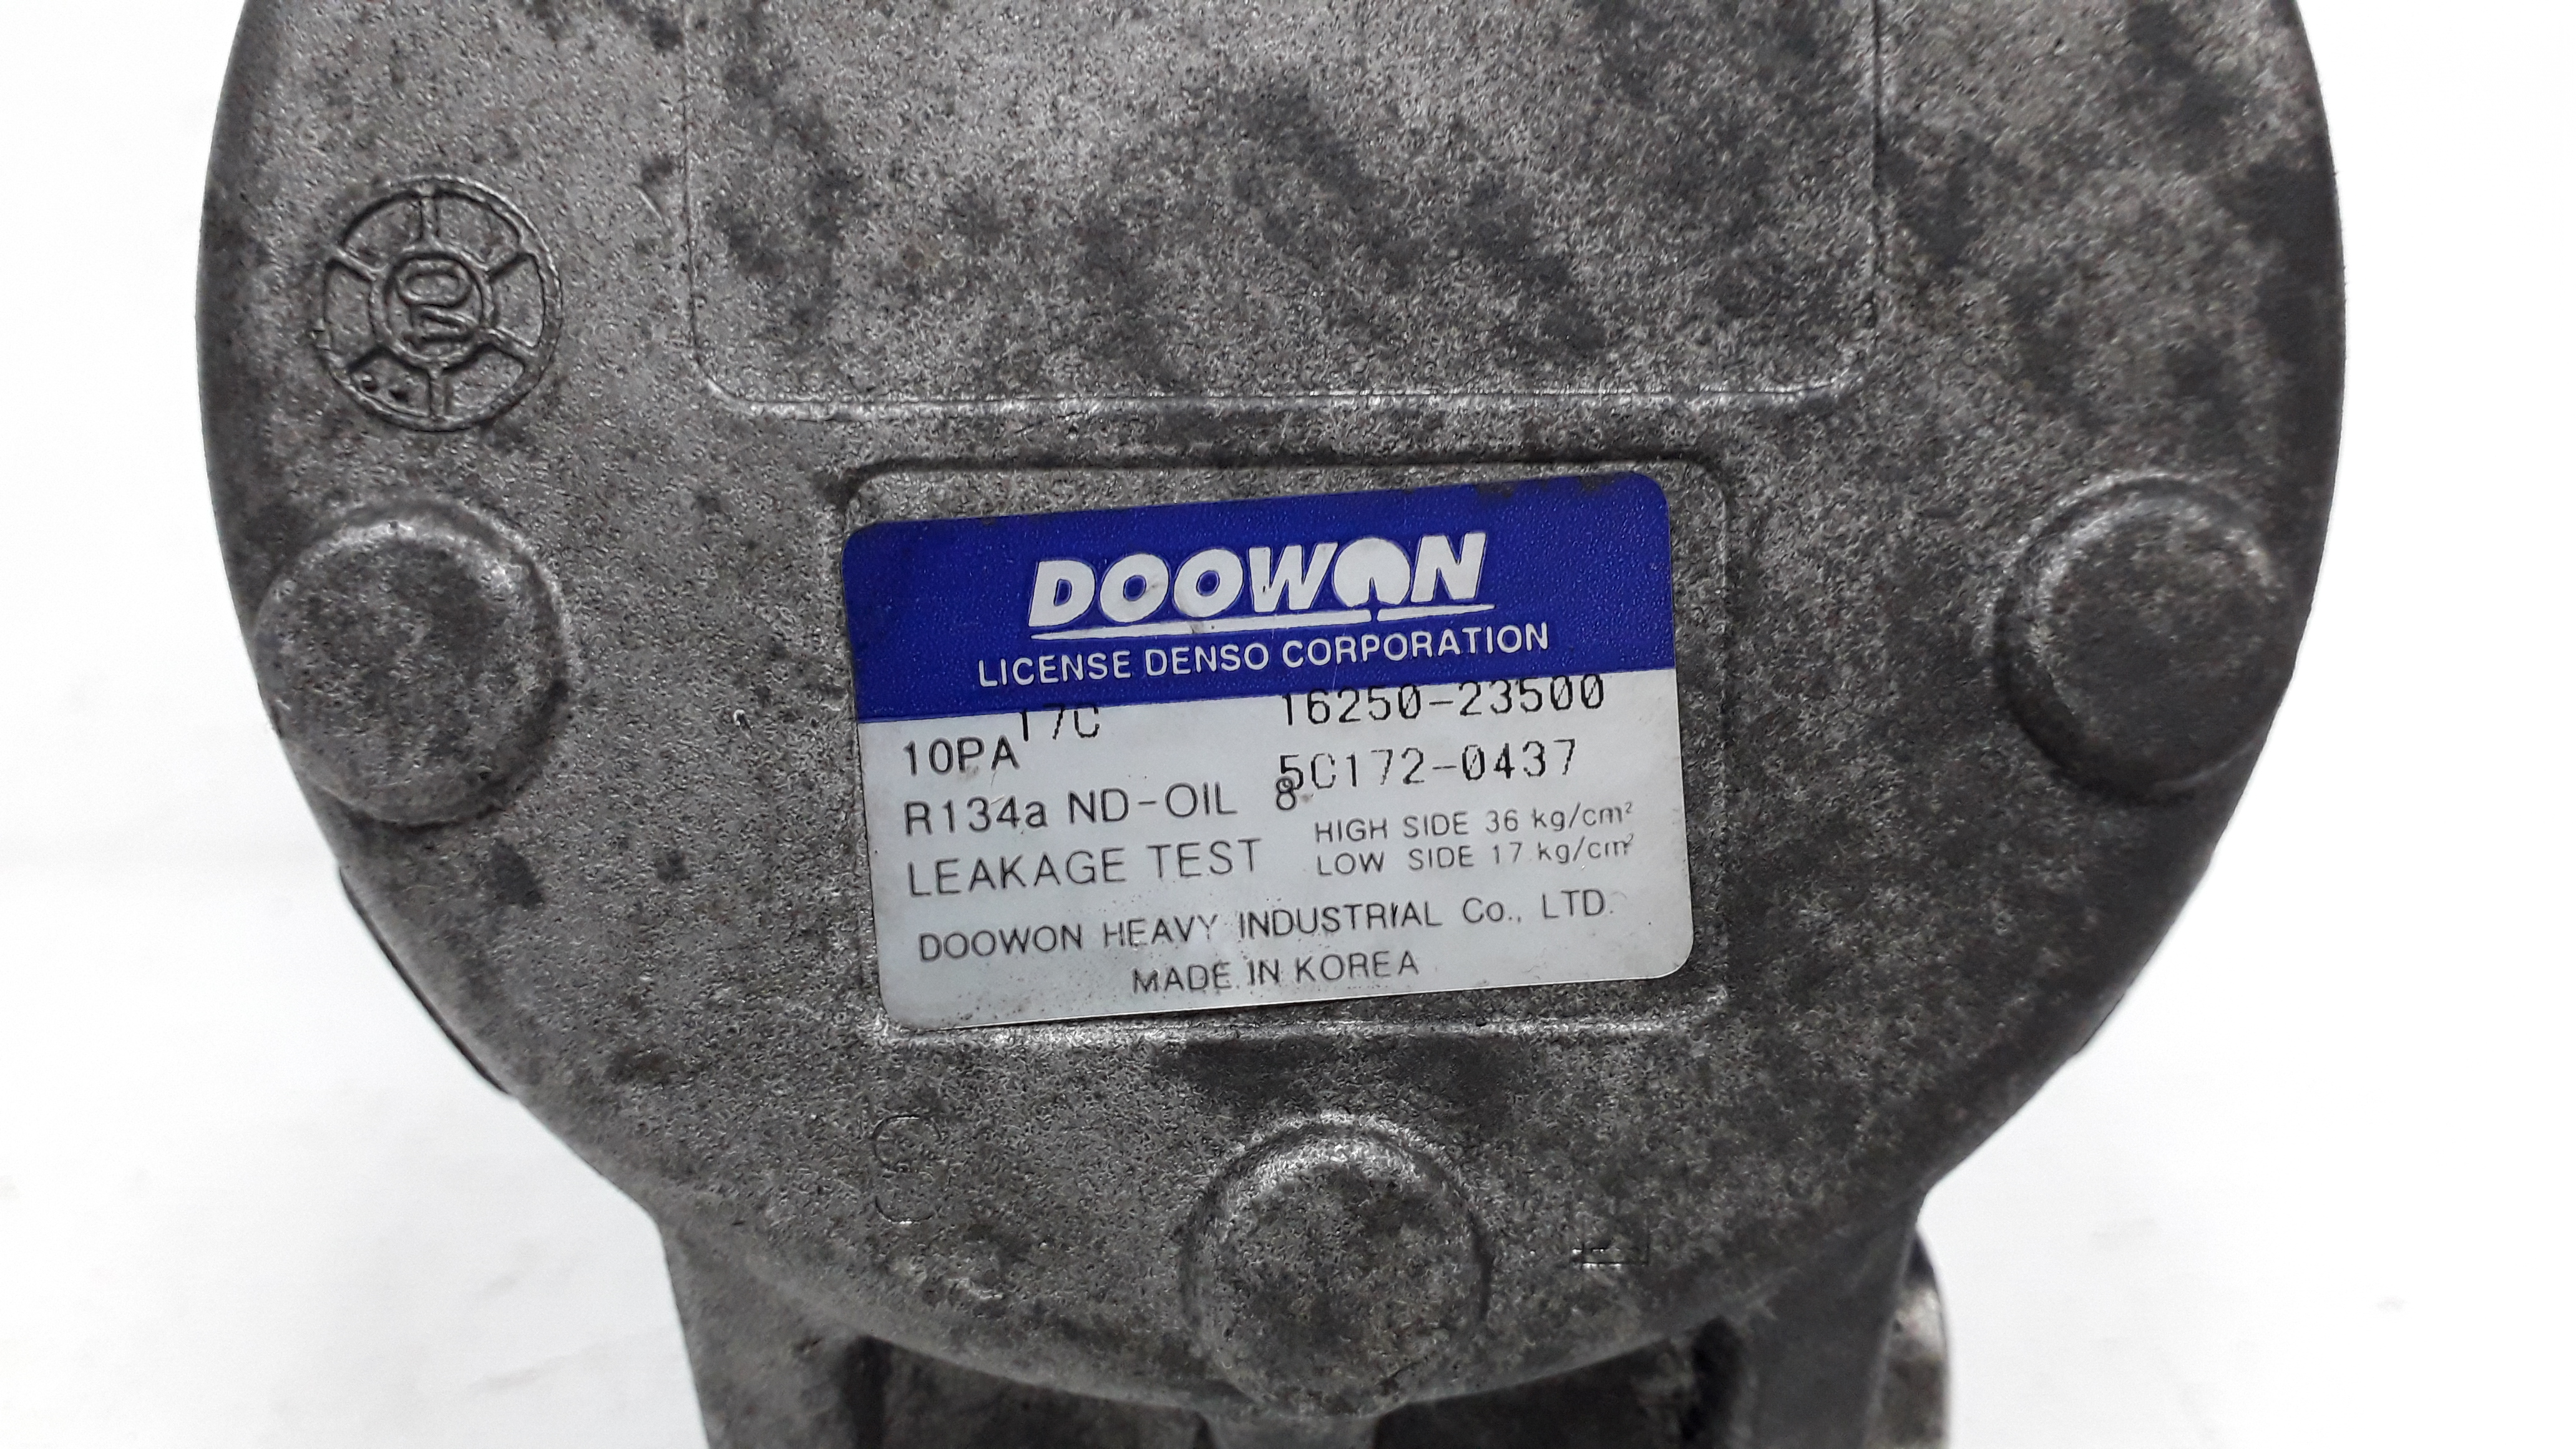 DOOWON
LICENSE DENSO CORPORATION
10PA 17C 16250-23500
R134a ND-OIL 8 5C172-0437
LEAKAGE TEST HIGH SIDE 36 kg/cm²
LOW SIDE 17 kg/cm²
DOOWON HEAVY INDUSTRIAL Co., LTD.
MADE IN KOREA